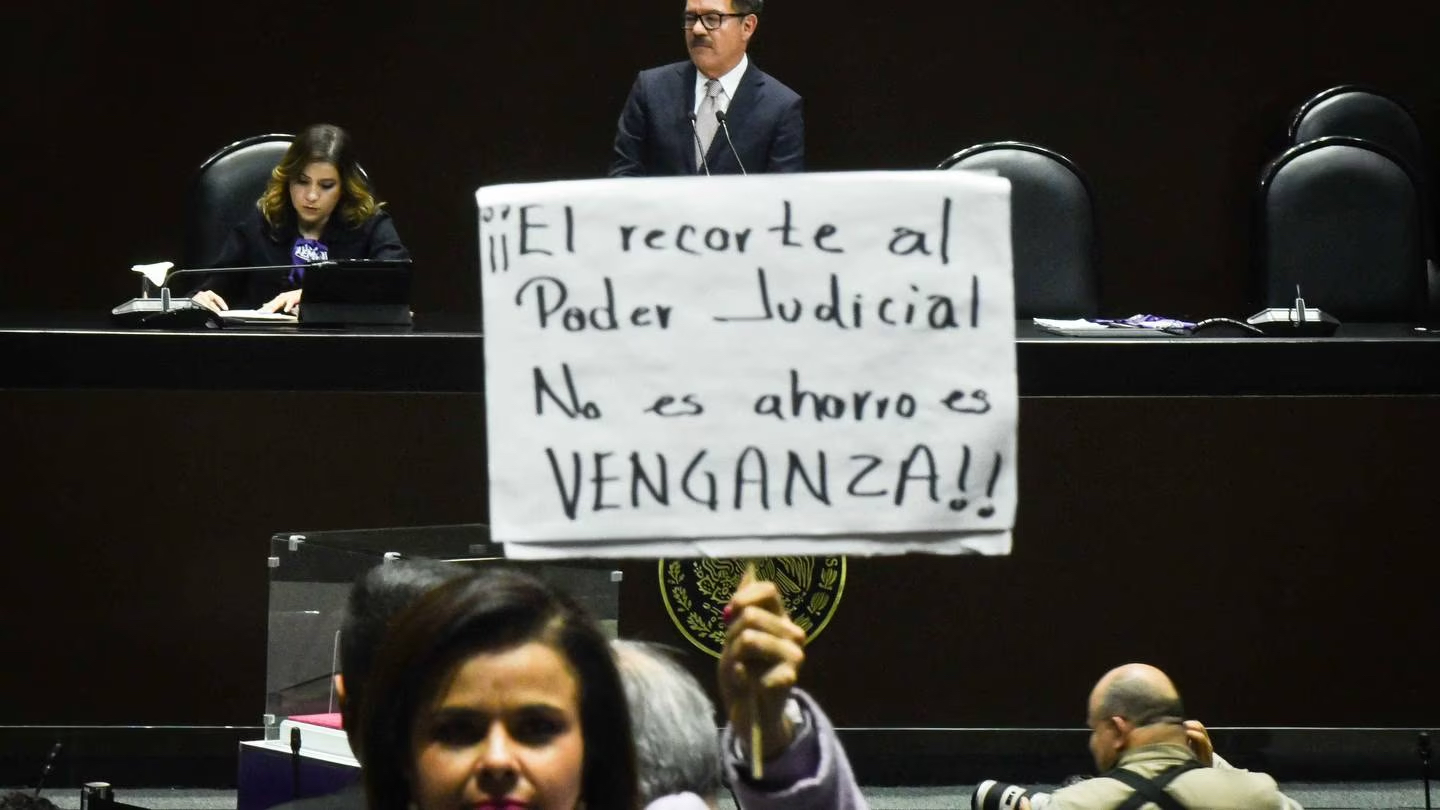 ¡¡El recorte al
Poder Judicial
No es ahorro es
VENGANZA!!